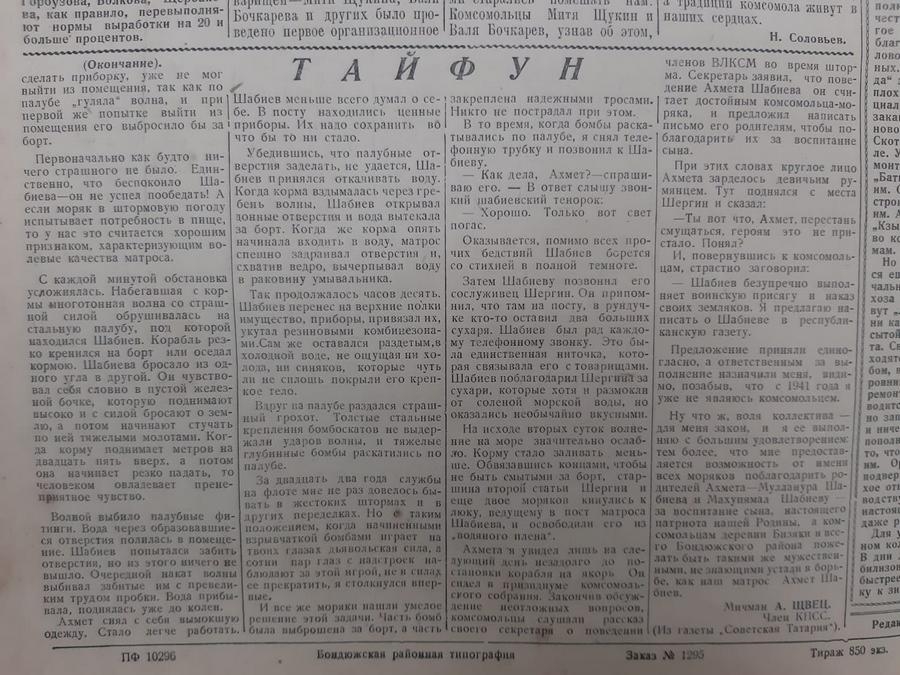 Горбузова, Волкова,
ва, как правило, перевыполня-
ют нормы выработки на 20 и
больше процентов.
Бочкарева и других было про-
ведено первое организационное
Комсомольцы Митя Щукин и
Валя Бочкарев, узнав об этом,
а традиции комсомола живут в
наших сердцах.
Н. Соловьев.
ТАЙФУН
(Окончание).
сделать приборку, уже не мог
выйти из помещения, так как по
палубе „гуляла" волна, и при
первой же попытке выйти из
помещения его выбросило бы за
борт.
Первоначально как будто ни-
чего страшного не было. Един-
ственно, что беспокоило Ша-
биева—он не успел пообедать! А
если моряк в штормовую погоду
испытывает потребность в пище,
то у нас это считается хорошим
признаком, характеризующим во-
левые качества матроса.
С каждой минутой обстановка
усложнялась. Набегавшая с кор-
мы многотонная волна со страш-
ной силой обрушивалась на
стальную палубу, под которой
находился Шабиев. Корабль рез-
ко кренился на борт или оседал
кормою. Шабиева бросало из од-
ного угла в другой. Он чувство-
вал себя словно в пустой желез-
ной бочке, которую поднимают
высоко и с силой бросают о зем-
лю, а потом начинают стучать
по ней тяжелыми молотами. Ког-
да корму поднимает метров на
двадцать пять вверх, а потом
она начинает резко падать, то
человеком овладевает прене-
приятное чувство.
Волной выбило палубные фи-
тинги. Вода через образовавшие-
ся отверстия полилась в помеще-
ние. Шабиев попытался забить
отверстия, но из этого ничего не
вышло. Очередной накат волны
выбивал забитые им с превели-
ким трудом пробки. Вода прибы-
вала, поднялась уже до колен.
Ахмет снял с себя вымокшую
одежду. Стало легче работать.
Шабиев меньше всего думал о се-
бе. В посту находились ценные
приборы. Их надо сохранить во
что бы то ни стало.
Убедившись, что палубные от-
верстия заделать, не удается, Ша-
биев принялся откачивать воду.
Когда корма вздымалась через гре-
бень волны, Шабиев открывал
донные отверстия и вода вытекала
за борт. Когда же корма опять
начинала входить в воду, матрос
спешно задраивал отверстия и,
схватив ведро, вычерпывал воду
в раковину умывальника.
Так продолжалось часов десять.
Шабиев перенес на верхние полки
имущество, приборы, привязал их,
укутал резиновыми комбинезона-
ми.Сам же оставался раздетым,в
холодной воде, не ощущая ни хо-
лода, ни синяков, которые чуть
ли не сплошь покрыли его креп-
кое тело.
Вдруг на палубе раздался страш-
ный грохот. Толстые стальные
крепления бомбоскатов не выдер-
жали ударов волны, и тяжелые
глубинные бомбы раскатились по
палубе.
За двадцать два года службы
на флоте мне не раз довелось бы-
вать в жестоких штормах и в
других переделках. Но с таким
положением, когда начиненными
взрывчаткой бомбами играет на
твоих глазах дьявольская сила, а
сотни пар глаз с надстроек на-
блюдают за этой игрой, не в силах
ее прекратить, я столкнулся впер-
вые.
И все же моряки нашли умелое
решение этой задачи. Часть бомб
была выброшена за борт, а часть
закреплена надежными тросами.
Никто не пострадал при этом.
В то время, когда бомбы раска-
тывались по палубе, я снял теле-
фонную трубку и позвонил к Ша-
биеву.
— Как дела, Ахмет?—спраши-
ваю его. — В ответ слышу звон-
кий шабиевский тенорок:
— Хорошо. Только вот свет
погас.
Оказывается, помимо всех про-
чих бедствий Шабиев борется
со стихией в полной темноте.
Затем Шабиеву позвонил его
сослуживец Шергин. Он припом-
нил, что там на посту, в рундуч-
ке кто-то оставил два больших
сухаря. Шабиев был рад каждо-
му телефонному звонку. Это бы-
ла единственная ниточка, кото-
рая связывала его с товарищами.
Шабиев поблагодарил Шергина за
сухари, которые хотя и размокли
от соленой морской воды, но
оказались необычайно вкусными.
На исходе вторых суток волне-
ние на море значительно ослаб-
ло. Корму стало заливать мень-
ше. Обвязавшись концами, чтобы
не быть смытыми за борт, стар-
шина второй статьи Шергин и
еще двое моряков кинулись к
люку, ведущему в пост матроса
Шабиева, и освободили его из
„водяного плена".
Ахмета я увидел лишь на сле-
дующий день незадолго до по-
становки корабля на якорь. Он
сидел в президиуме комсомоль-
ского собрания. Закончив обсуж-
дение неотложных вопросов,
комсомольцы слушали рассказ
своего секретаря о поведении
членов ВЛКСМ во время штор-
ма. Секретарь заявил, что пове-
дение Ахмета Шабиева он счи-
тает достойным комсомольца-мо-
ряка, и предложил написать
письмо его родителям, чтобы по-
благодарить их за воспитание
сына.
При этих словах круглое лицо
Ахмета зарделось девичьим ру-
мянцем. Тут поднялся с места
Шергин и сказал:
—Ты вот что, Ахмет, перестань
смущаться, героям это не при-
стало. Понял?
И, повернувшись к комсомоль-
цам, страстно заговорил:
— Шабиев безупречно выпол-
няет воинскую присягу и наказ
своих земляков. Я предлагаю на-
писать о Шабиеве в республи-
канскую газету.
Предложение приняли едино-
гласно, а ответственным за вы-
полнение назначили меня, види-
мо, позабыв, что с 1941 года я
уже не являюсь комсомольцем.
Ну что ж, воля коллектива —
для меня закон, и я ее выпол-
няю с большим удовлетворением:
тем более, что мне предостав-
ляется возможность от имени
всех моряков поблагодарить ро-
дителей Ахмета—Муллануpa Ша-
биева и Махупямал Шабиеву —
за воспитание сына, настоящего
патриота нашей Родины, а ком-
сомольцам деревни Бизяки и все-
го Бондюжского района поже-
лать быть такими же мужествен-
ными, не знающими устали в борь-
бе, как наш матрос Ахмет Ша-
биев.
Мичман А. ШВЕЦ.
Член КПСС.
(Из газеты „Советская Татария").
ПФ 10296
Бондюжская районная типография
Заказ № 1295
Тираж 850 экз.